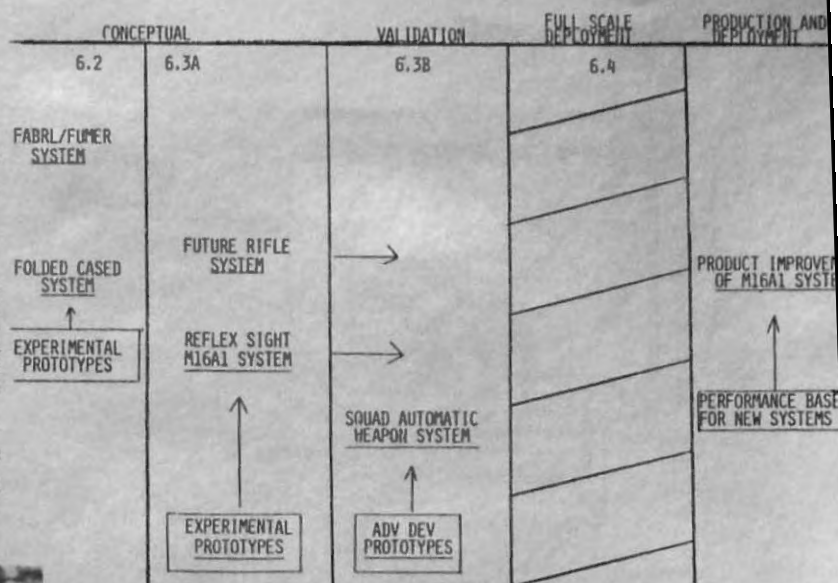 CONCEPTUAL
VALIDATION
FULL SCALE
DEPLOYMENT
PRODUCTION AND
DEPLOYMENT
6.2
6.3A
6.3B
6.4
FABRL/FUMER
SYSTEM
FOLDED CASED
SYSTEM
EXPERIMENTAL
PROTOTYPES
FUTURE RIFLE
SYSTEM
REFLEX SIGHT
M16A1 SYSTEM
EXPERIMENTAL
PROTOTYPES
SQUAD AUTOMATIC
WEAPON SYSTEM
ADV DEV
PROTOTYPES
PRODUCT IMPROVEM
OF M16A1 SYSTE
PERFORMANCE BASE
FOR NEW SYSTEMS